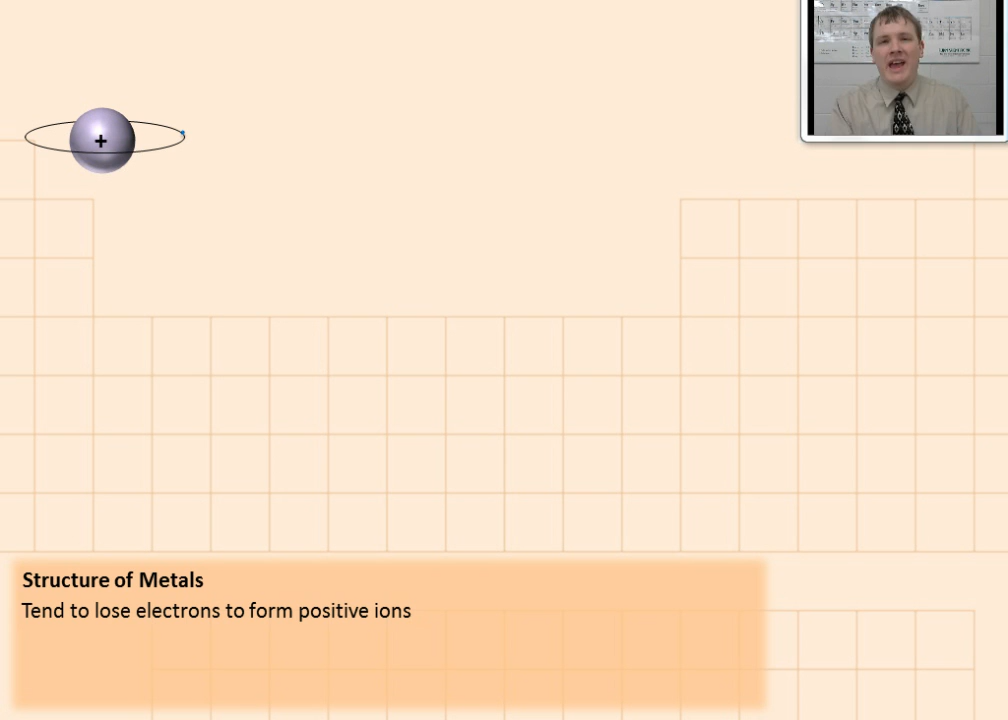 +
Structure of Metals
Tend to lose electrons to form positive ions